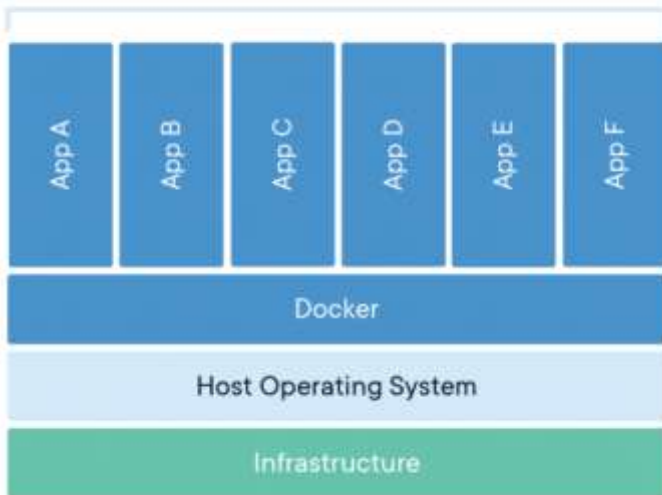 App A
App B
App C
App D
App E
App F
Docker
Host Operating System
Infrastructure